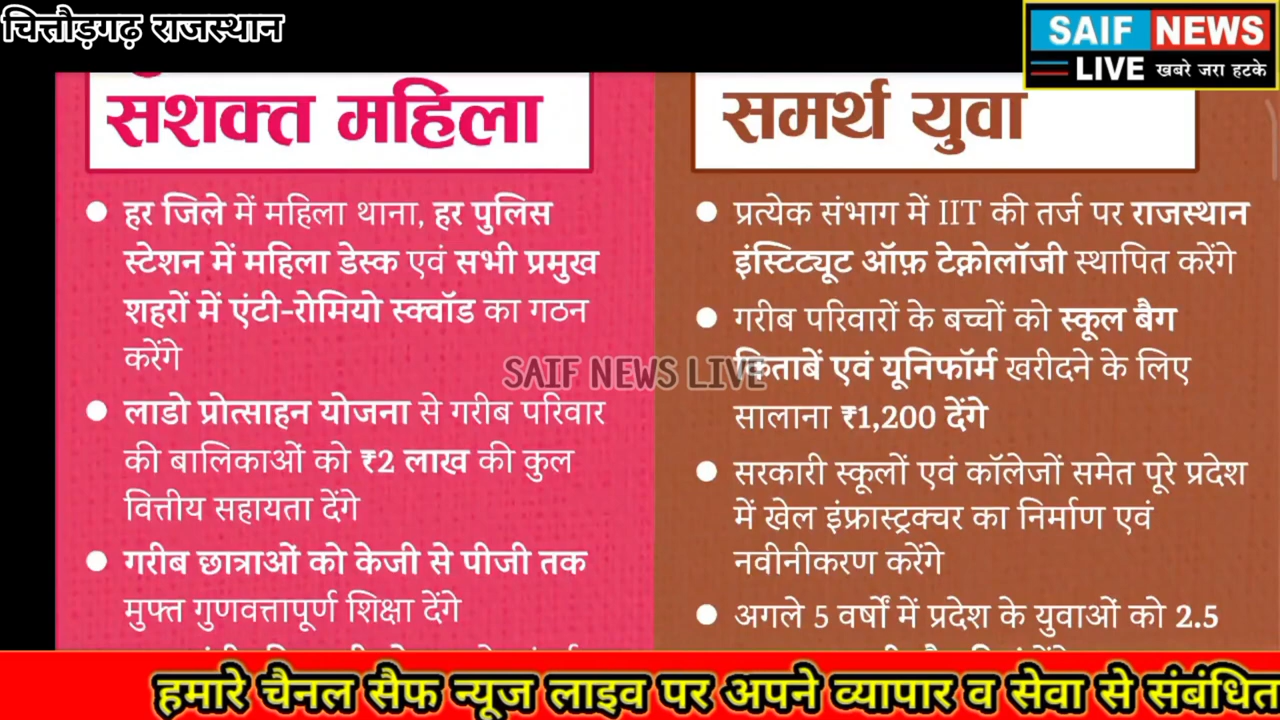 चित्तौड़गढ़ राजस्थान
SAIF NEWS
LIVE खबरे जरा हटके
सशक्त महिला
हर जिले में महिला थाना, हर पुलिस
स्टेशन में महिला डेस्क एवं सभी प्रमुख
शहरों में एंटी-रोमियो स्क्वॉड का गठन
करेंगे
लाडो प्रोत्साहन योजना से गरीब परिवार
की बालिकाओं को ₹2 लाख की कुल
वित्तीय सहायता देंगे
गरीब छात्राओं को केजी से पीजी तक
मुफ्त गुणवत्तापूर्ण शिक्षा देंगे
समर्थ युवा
प्रत्येक संभाग में IIT की तर्ज पर राजस्थान
इंस्टिट्यूट ऑफ़ टेक्नोलॉजी स्थापित करेंगे
गरीब परिवारों के बच्चों को स्कूल बैग
किताबें एवं यूनिफॉर्म खरीदने के लिए
सालाना ₹1,200 देंगे
सरकारी स्कूलों एवं कॉलेजों समेत पूरे प्रदेश
में खेल इंफ्रास्ट्रक्चर का निर्माण एवं
नवीनीकरण करेंगे
अगले 5 वर्षों में प्रदेश के युवाओं को 2.5
SAIF NEWS LIVE
हमारे चैनल सैफ न्यूज लाइव पर अपने व्यापार व सेवा से संबंधित